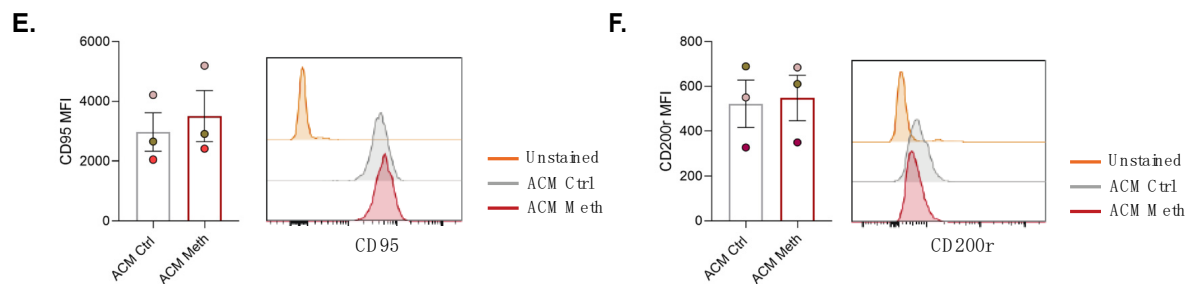 E.
CD95 MFI
6000
4000
2000
0
ACM Ctrl
ACM Meth
CD95
Unstained
ACM Ctrl
ACM Meth
F.
CD200r MFI
800
600
400
200
0
ACM Ctrl
ACM Meth
CD200r
Unstained
ACM Ctrl
ACM Meth